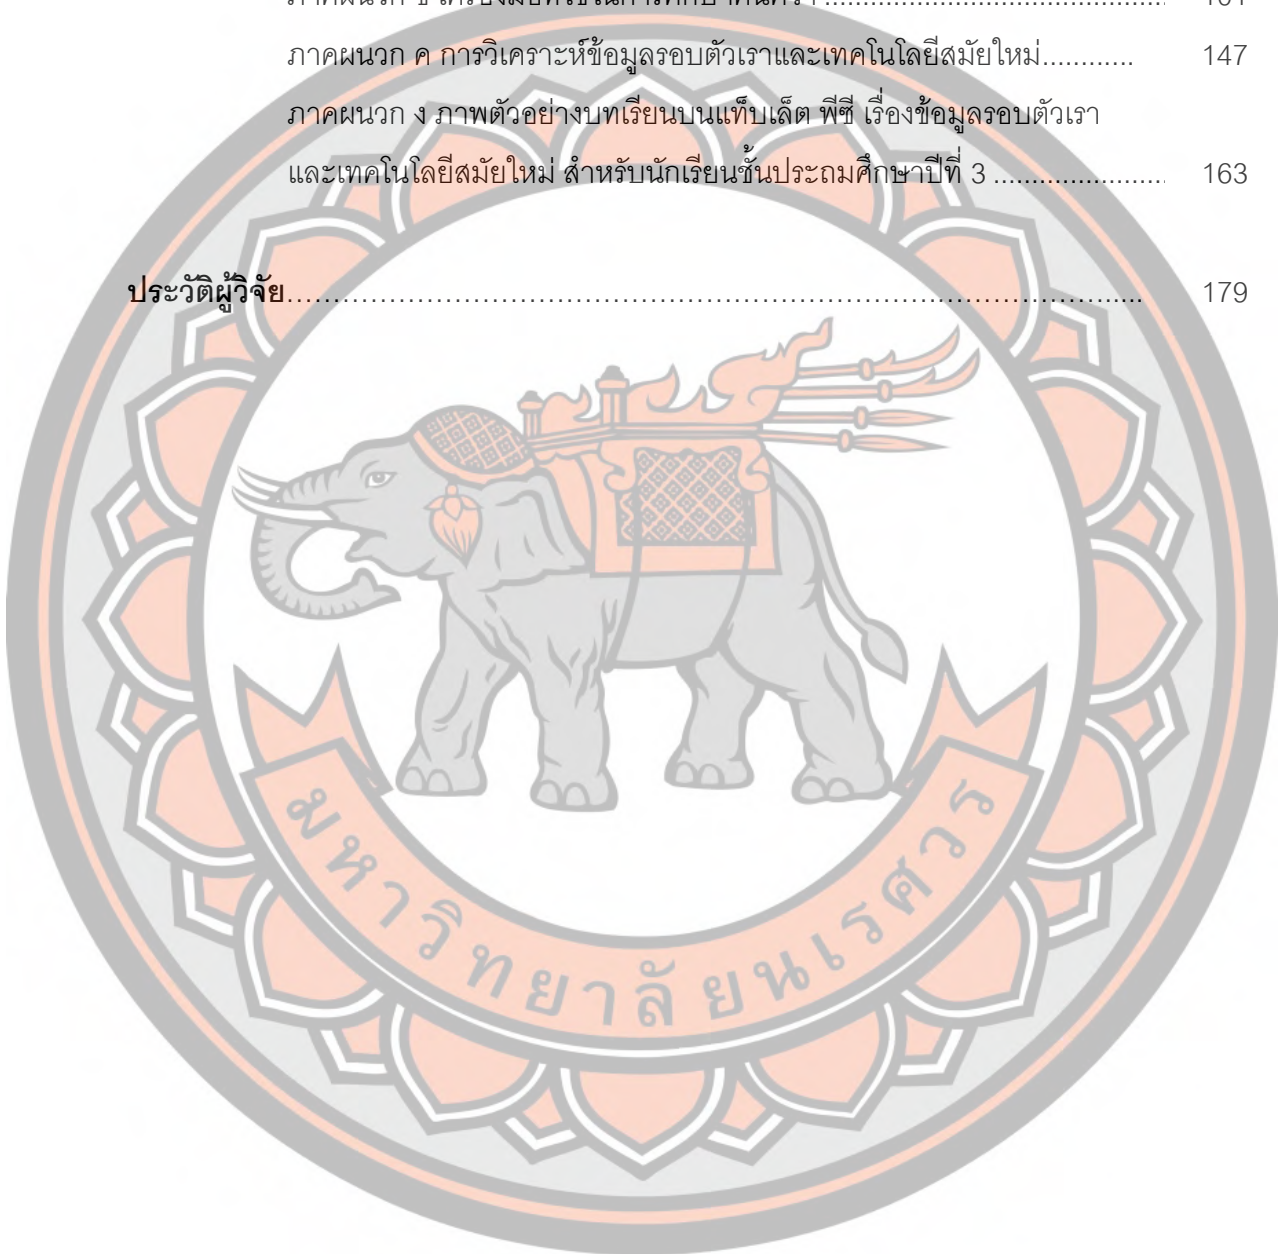 ภาคผนวก ค การวิเคราะห์ข้อมูลรอบตัวเราและเทคโนโลยีสมัยใหม่............ 147
ภาคผนวก ง ภาพตัวอย่างบทเรียนบนแท็บเล็ต พีซี เรื่องข้อมูลรอบตัวเรา
และเทคโนโลยีสมัยใหม่ สำหรับนักเรียนชั้นประถมศึกษาปีที่ 3 ....................... 163
ประวัติผู้วิจัย................................................................................. 179
มหาวิทยาลัยนเรศวร